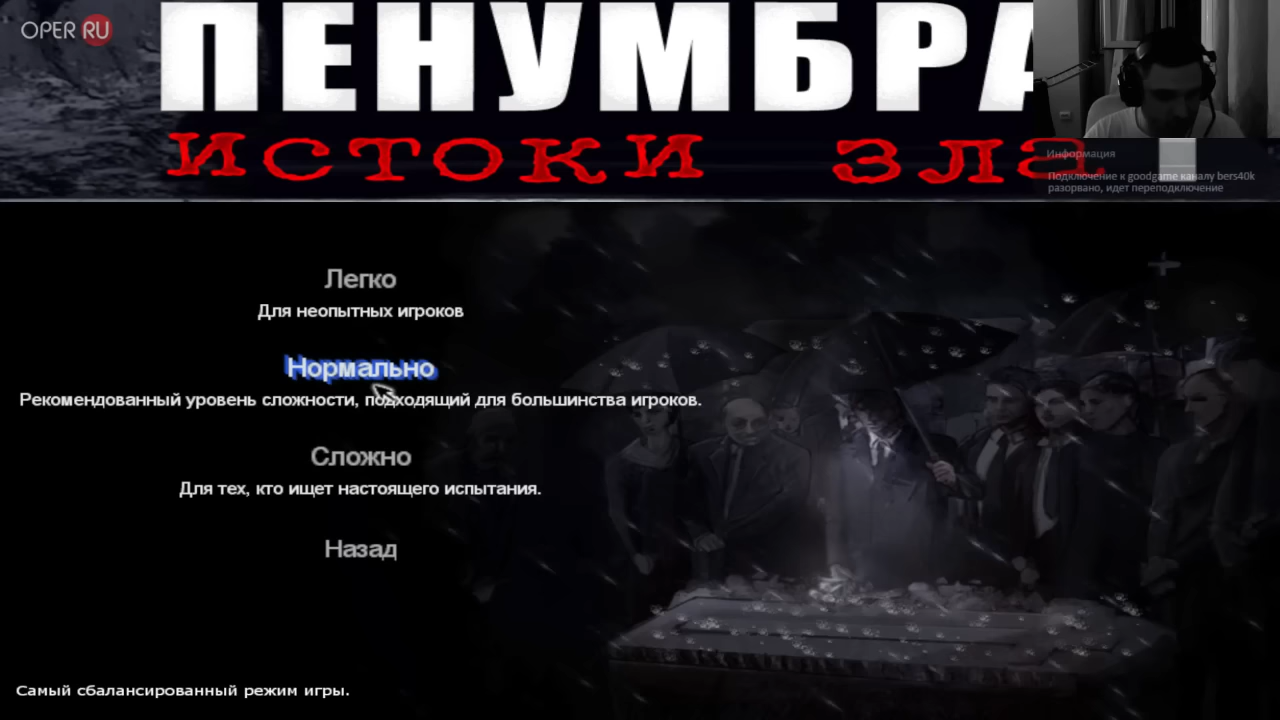 OPER RU
ПЕНУМБРА
истоки зла
Информация
Подключение к goodgame каналу bers40k
разорвано, идет переподключение
Легко
Для неопытных игроков
Нормально
Рекомендованный уровень сложности, подходящий для большинства игроков.
Сложно
Для тех, кто ищет настоящего испытания.
Назад
Самый сбалансированный режим игры.